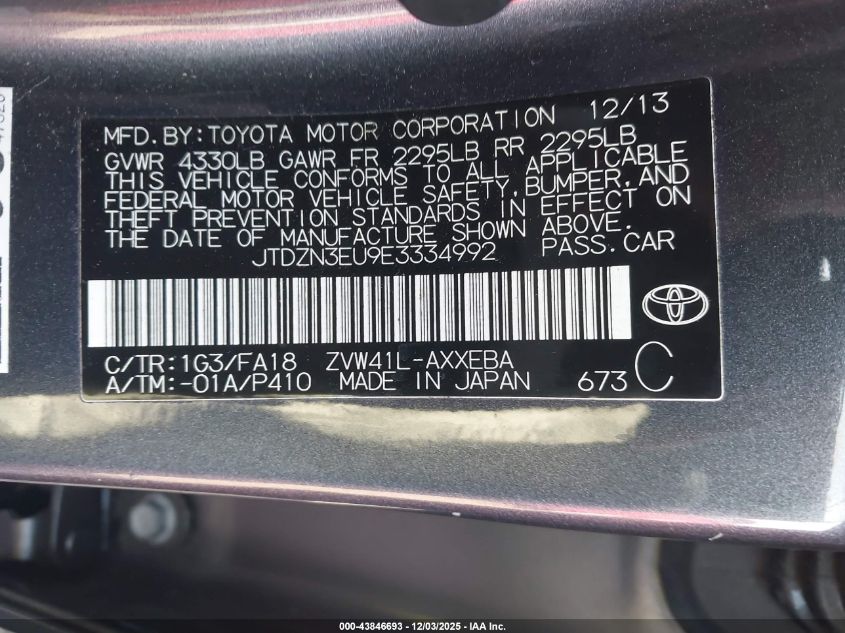 12/13
MFD.BY:TOYOTA MOTOR CORPORATION
GVWR 4330LB GAWR FR 2295LB RR 2295LB
THIS VEHICLE CONFORMS TO ALL APPLICABLE
FEDERAL MOTOR VEHICLE SAFETY,BUMPER,AND
THEFT PREVENTION STANDARDS IN EFFECT ON
THE DATE OF MANUFACTURE SHOWN ABOVE.
JTDZN3EU9E3334992 PASS.CAR
C/TR:1G3/FA18 ZVW41L-AXXEBA
A/TM:-01A/P410 MADE IN JAPAN 673 C
000-43846693 - 12/03/2025 - IAA Inc.